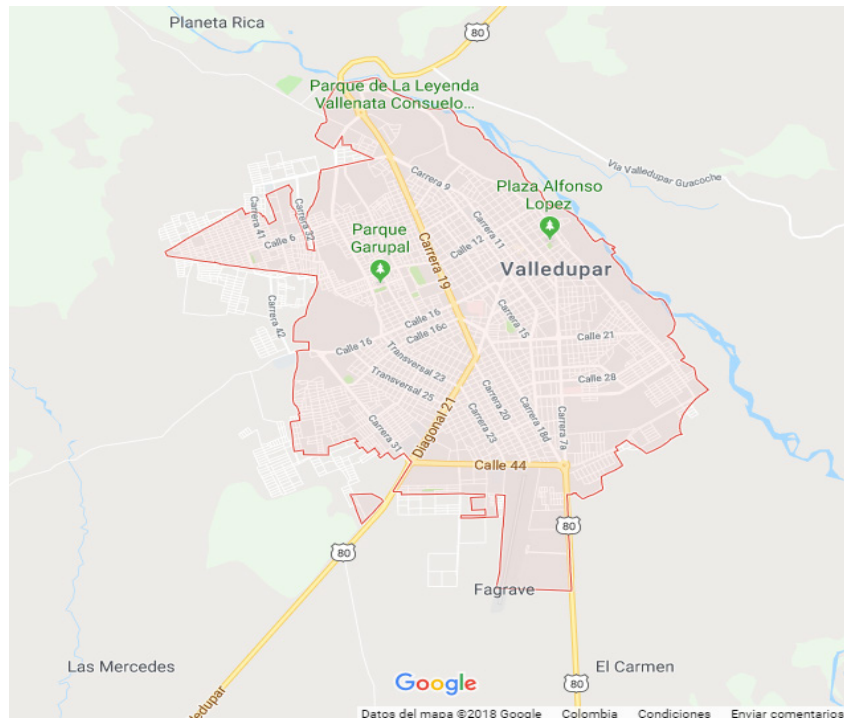 Planeta Rica
80
Parque de La Leyenda
Vallenata Consuelo...
Via Valledupar Guacoche
Carrera 9
Plaza Alfonso
Lopez
Carrera 41
Carrera 32
Calle 6
Parque
Garupal
Carrera 11
Calle 12
Carrera 19
Valledupar
Carrera 42
Calle 16
Calle 16c
Carrera 15
Calle 21
Calle 16
Transversal 23
Transversal 25
Calle 28
Diagonal 21
Carrera 20
Carrera 18d
Carrera 7a
Carrera 23
Carrera 31
Calle 44
80
80
Fagrave
Las Mercedes
El Carmen
Google
80
lledupar
Datos del mapa ©2018 Google Colombia Condiciones Enviar comentarios